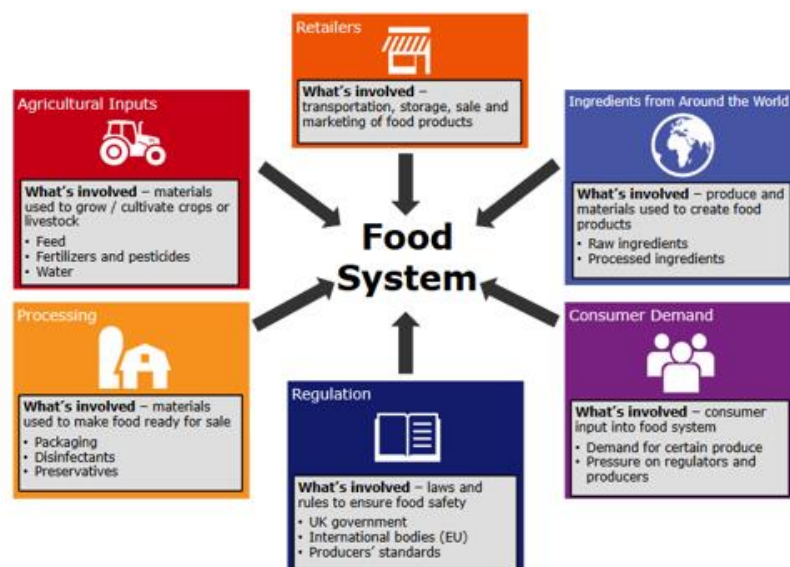 Retailers
What's involved –
transportation, storage, sale and
marketing of food products
Agricultural Inputs
What's involved – materials
used to grow / cultivate crops or
livestock
• Feed
• Fertilizers and pesticides
• Water
Ingredients from Around the World
What's involved – produce and
materials used to create food
products
• Raw ingredients
• Processed ingredients
Food
System
Processing
What's involved – materials
used to make food ready for sale
• Packaging
• Disinfectants
• Preservatives
Regulation
What's involved – laws and
rules to ensure food safety
• UK government
• International bodies (EU)
• Producers' standards
Consumer Demand
What's involved – consumer
input into food system
• Demand for certain produce
• Pressure on regulators and
producers